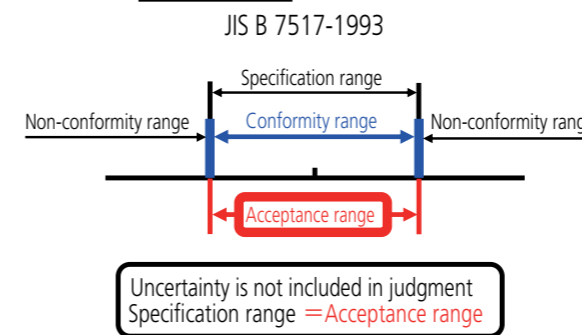 JIS B 7517-1993
Specification range
Non-conformity range
Conformity range
Non-conformity rang
Acceptance range
Uncertainty is not included in judgment
Specification range =Acceptance range